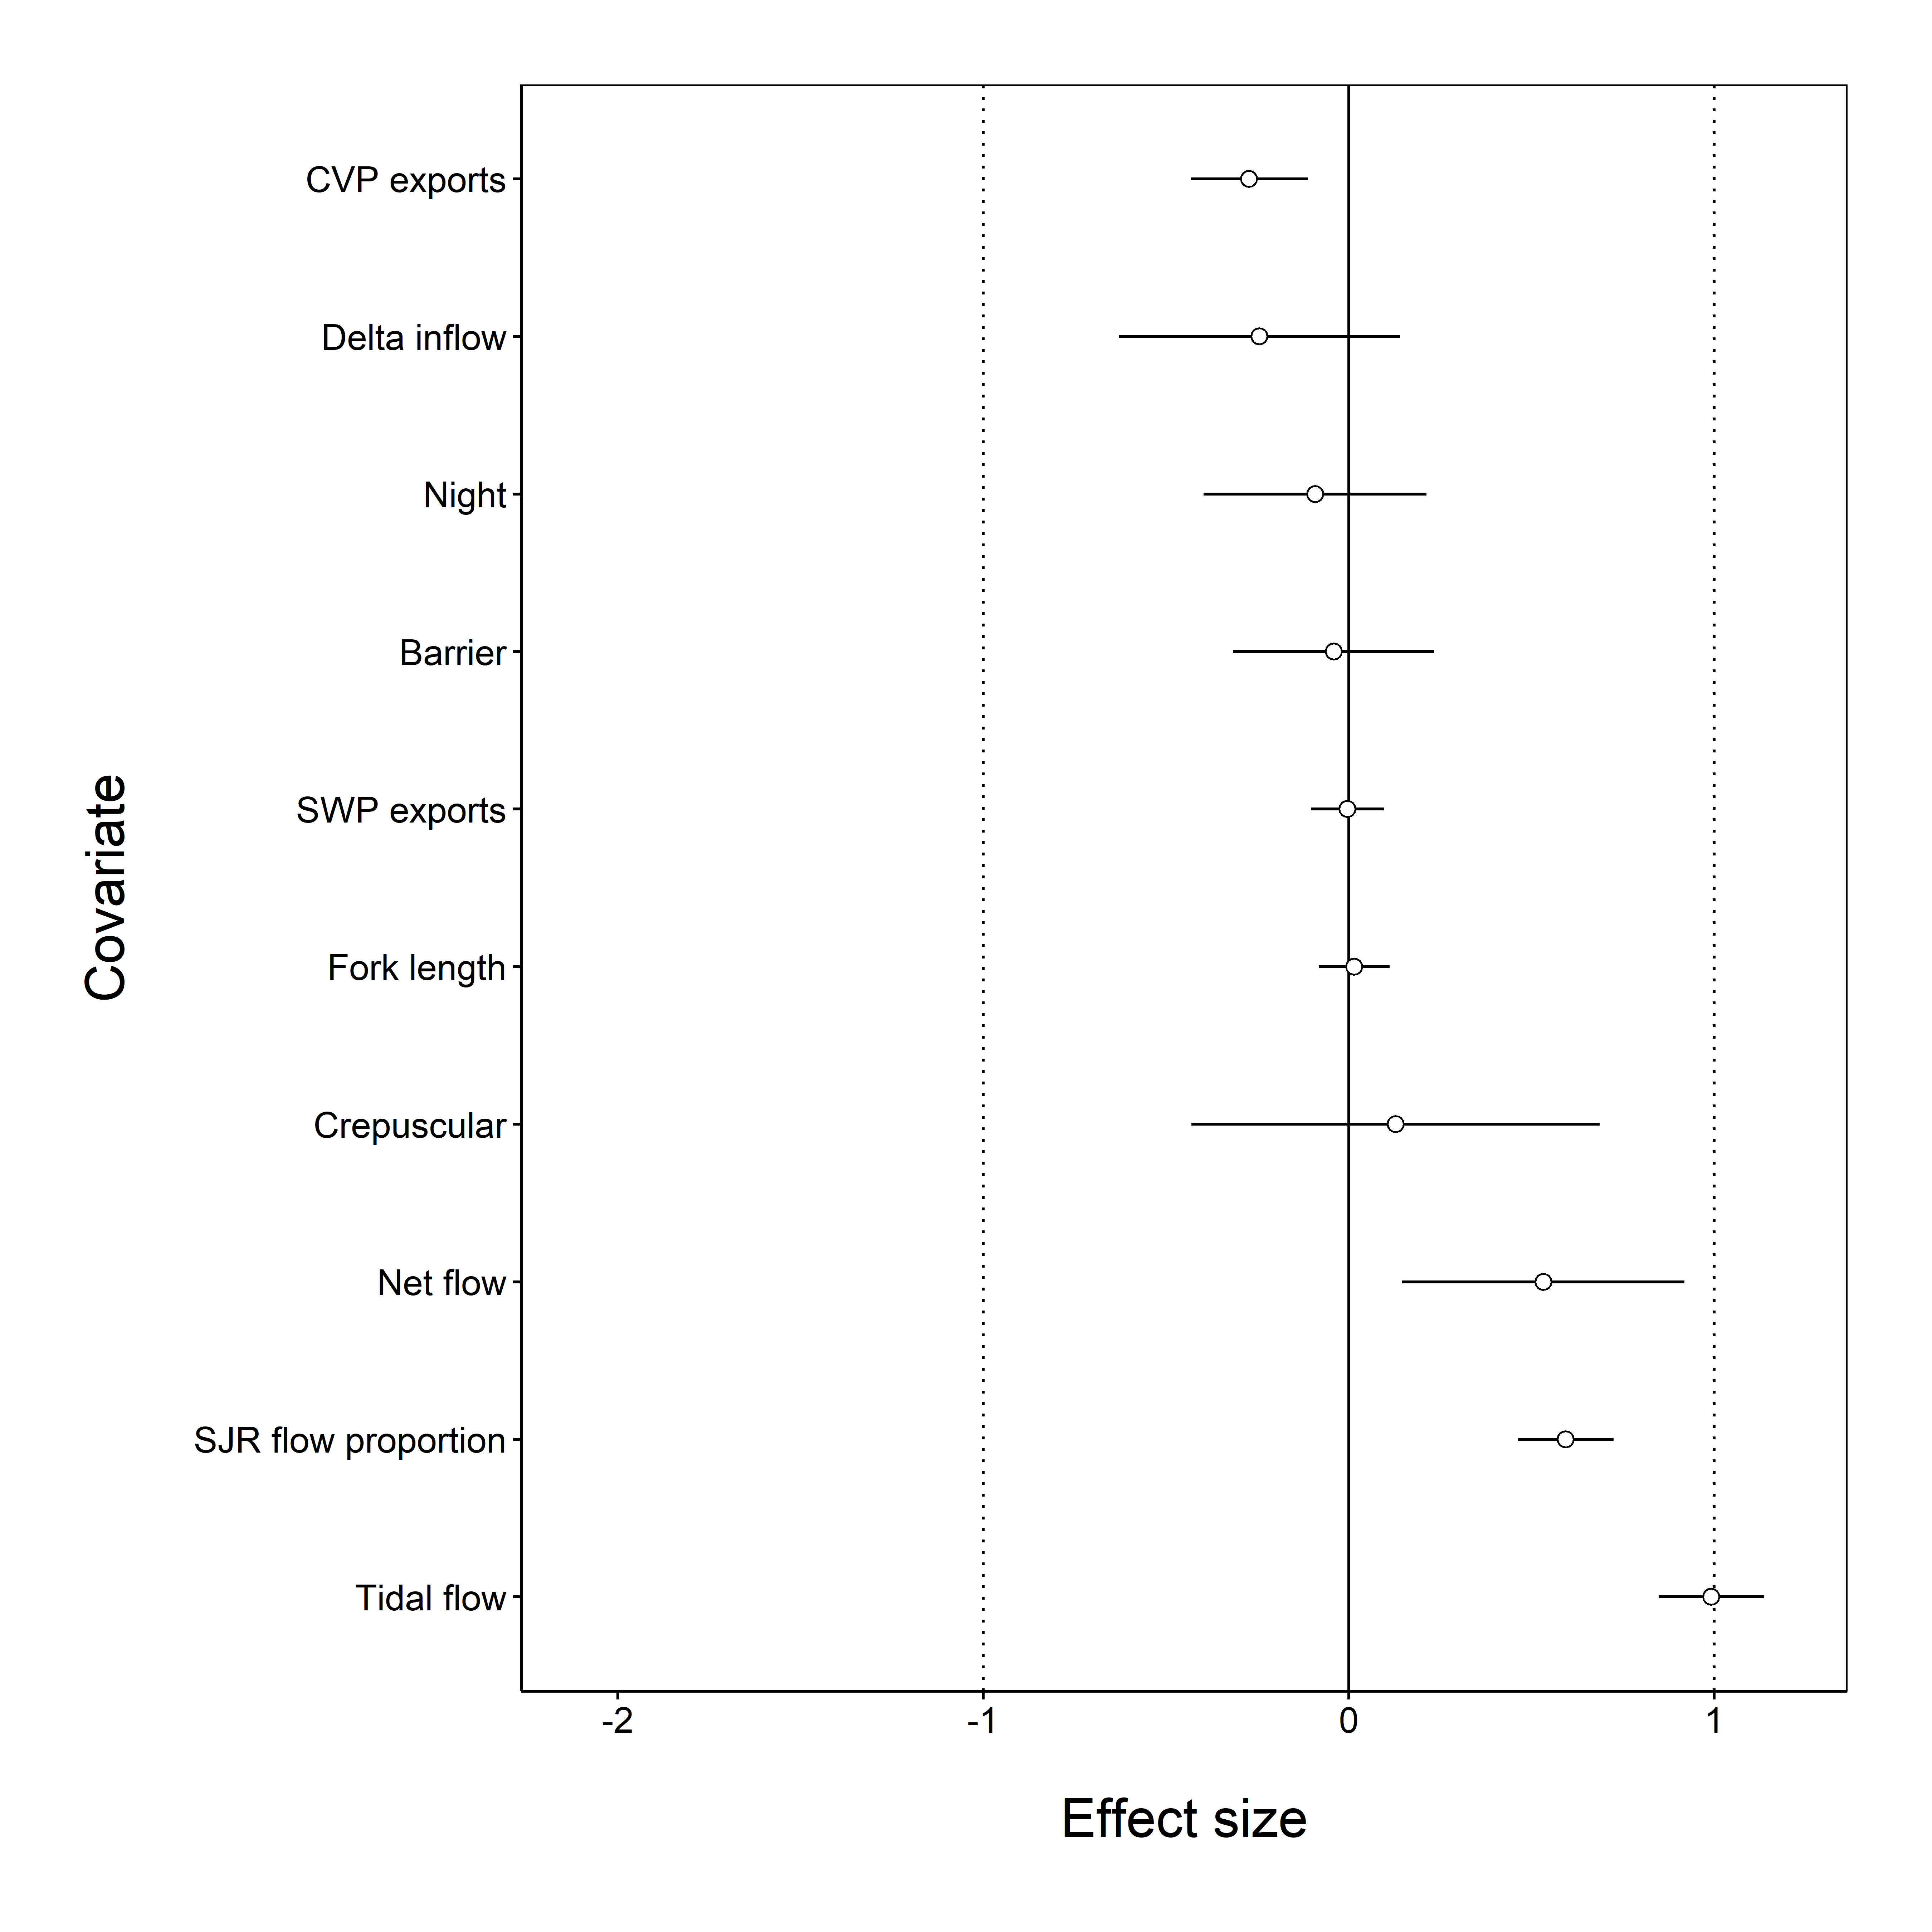 CVP exports
Delta inflow
Night
Barrier
SWP exports
Fork length
Crepuscular
Net flow
SJR flow proportion
Tidal flow
Covariate
-2 -1 0 1
Effect size